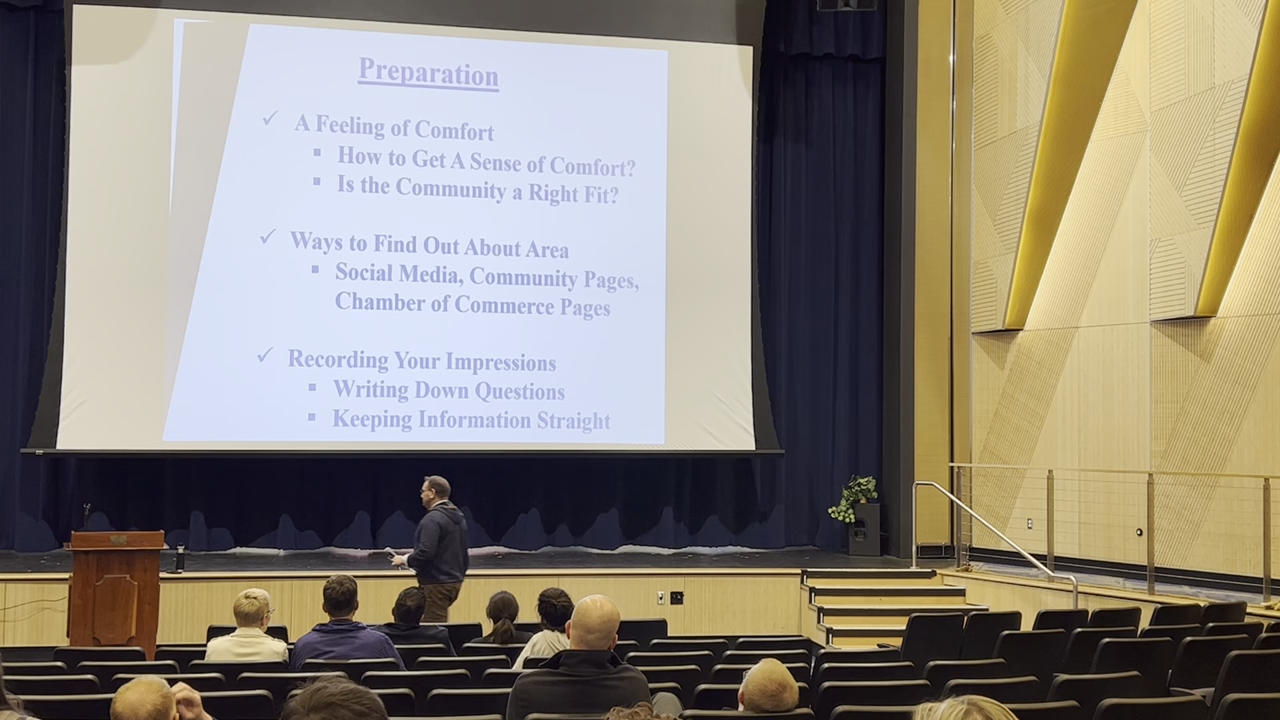 Preparation
✓ A Feeling of Comfort
▪ How to Get A Sense of Comfort?
▪ Is the Community a Right Fit?
✓ Ways to Find Out About Area
▪ Social Media, Community Pages,
Chamber of Commerce Pages
✓ Recording Your Impressions
▪ Writing Down Questions
▪ Keeping Information Straight